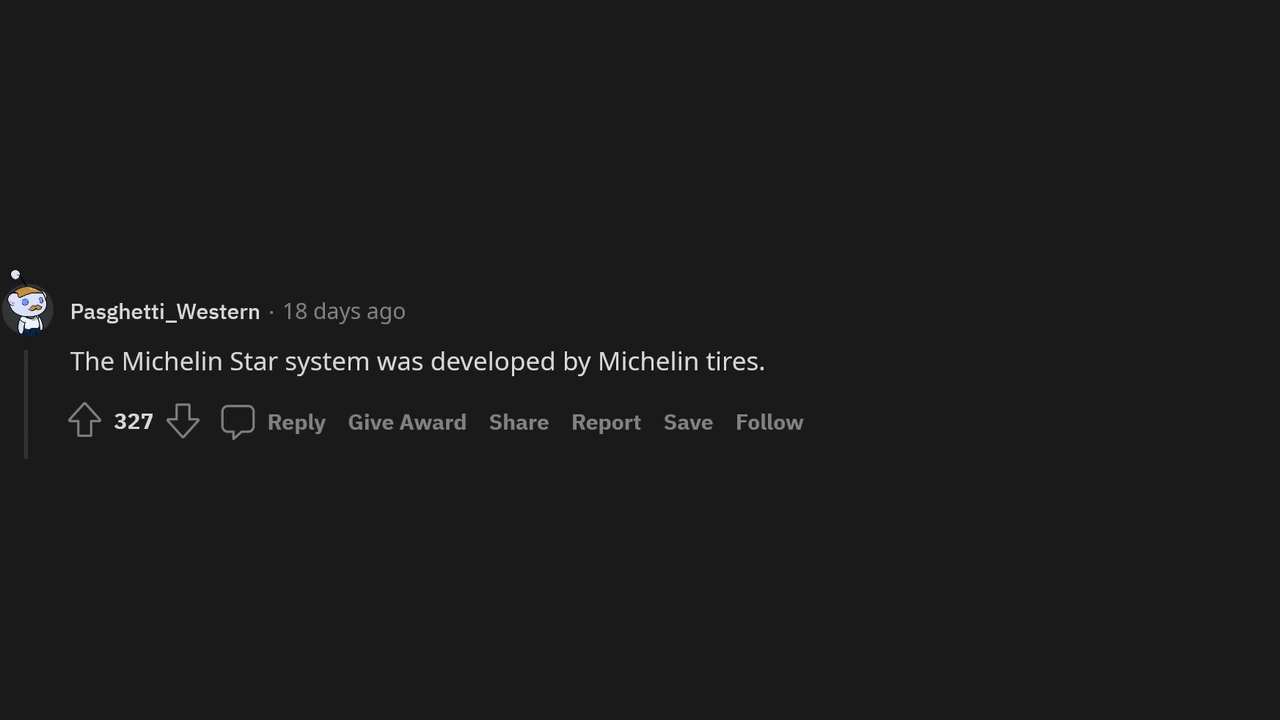 Pasghetti_Western · 18 days ago
The Michelin Star system was developed by Michelin tires.
327 Reply Give Award Share Report Save Follow